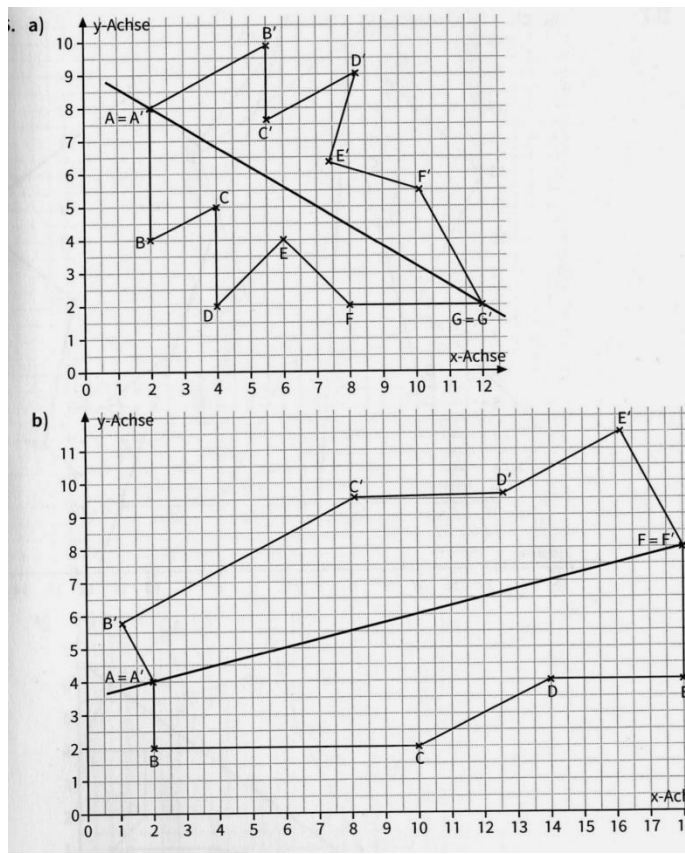 5. a)
y-Achse
10
9
8
7
6
5
4
3
2
1
0
B'
D'
A = A'
C'
E'
F'
C
B
E
D
F
G = G'
x-Achse
0 1 2 3 4 5 6 7 8 9 10 11 12
b)
y-Achse
11
10
9
8
7
6
5
4
3
2
1
0
E'
C'
D'
F = F'
B'
A = A'
D
B
C
x-Ach
0 1 2 3 4 5 6 7 8 9 10 11 12 13 14 15 16 17